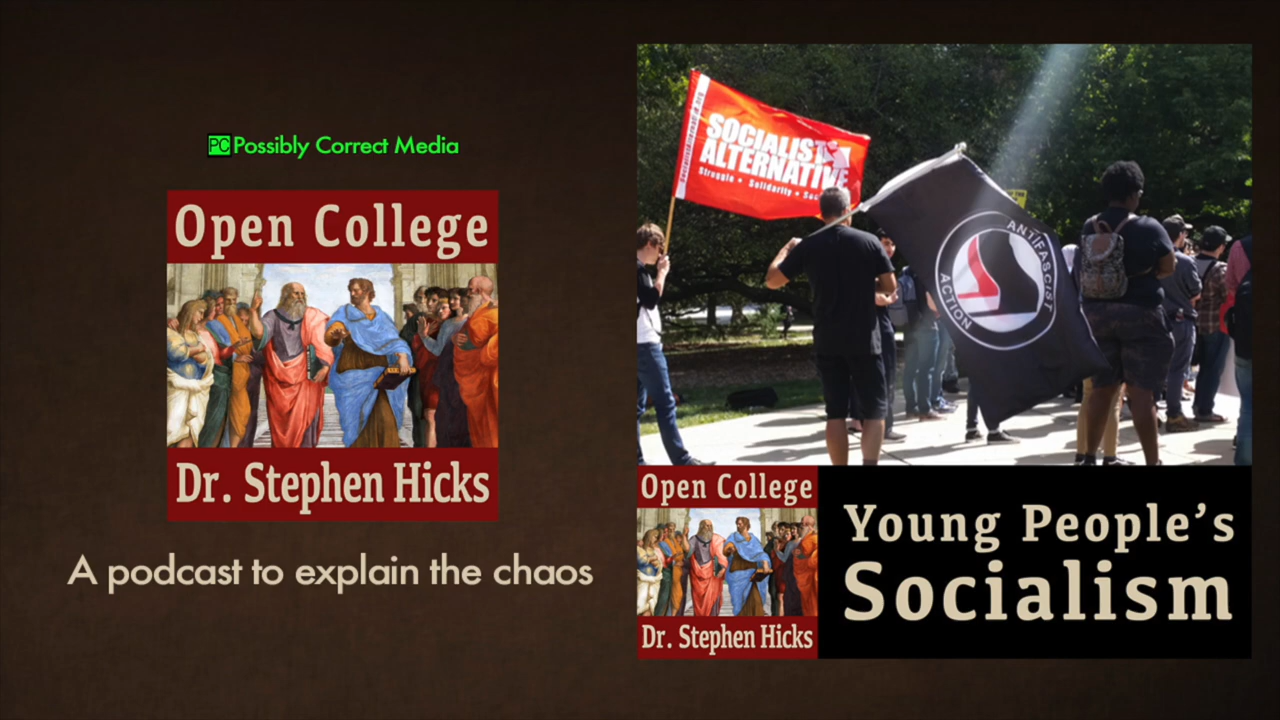 PC Possibly Correct Media
Open College
Dr. Stephen Hicks
A podcast to explain the chaos
SOCIALIST
ALTERNATIVE
Struggle • Solidarity •
ANTIFASCIST
ACTION
Open College
Dr. Stephen Hicks
Young People's
Socialism